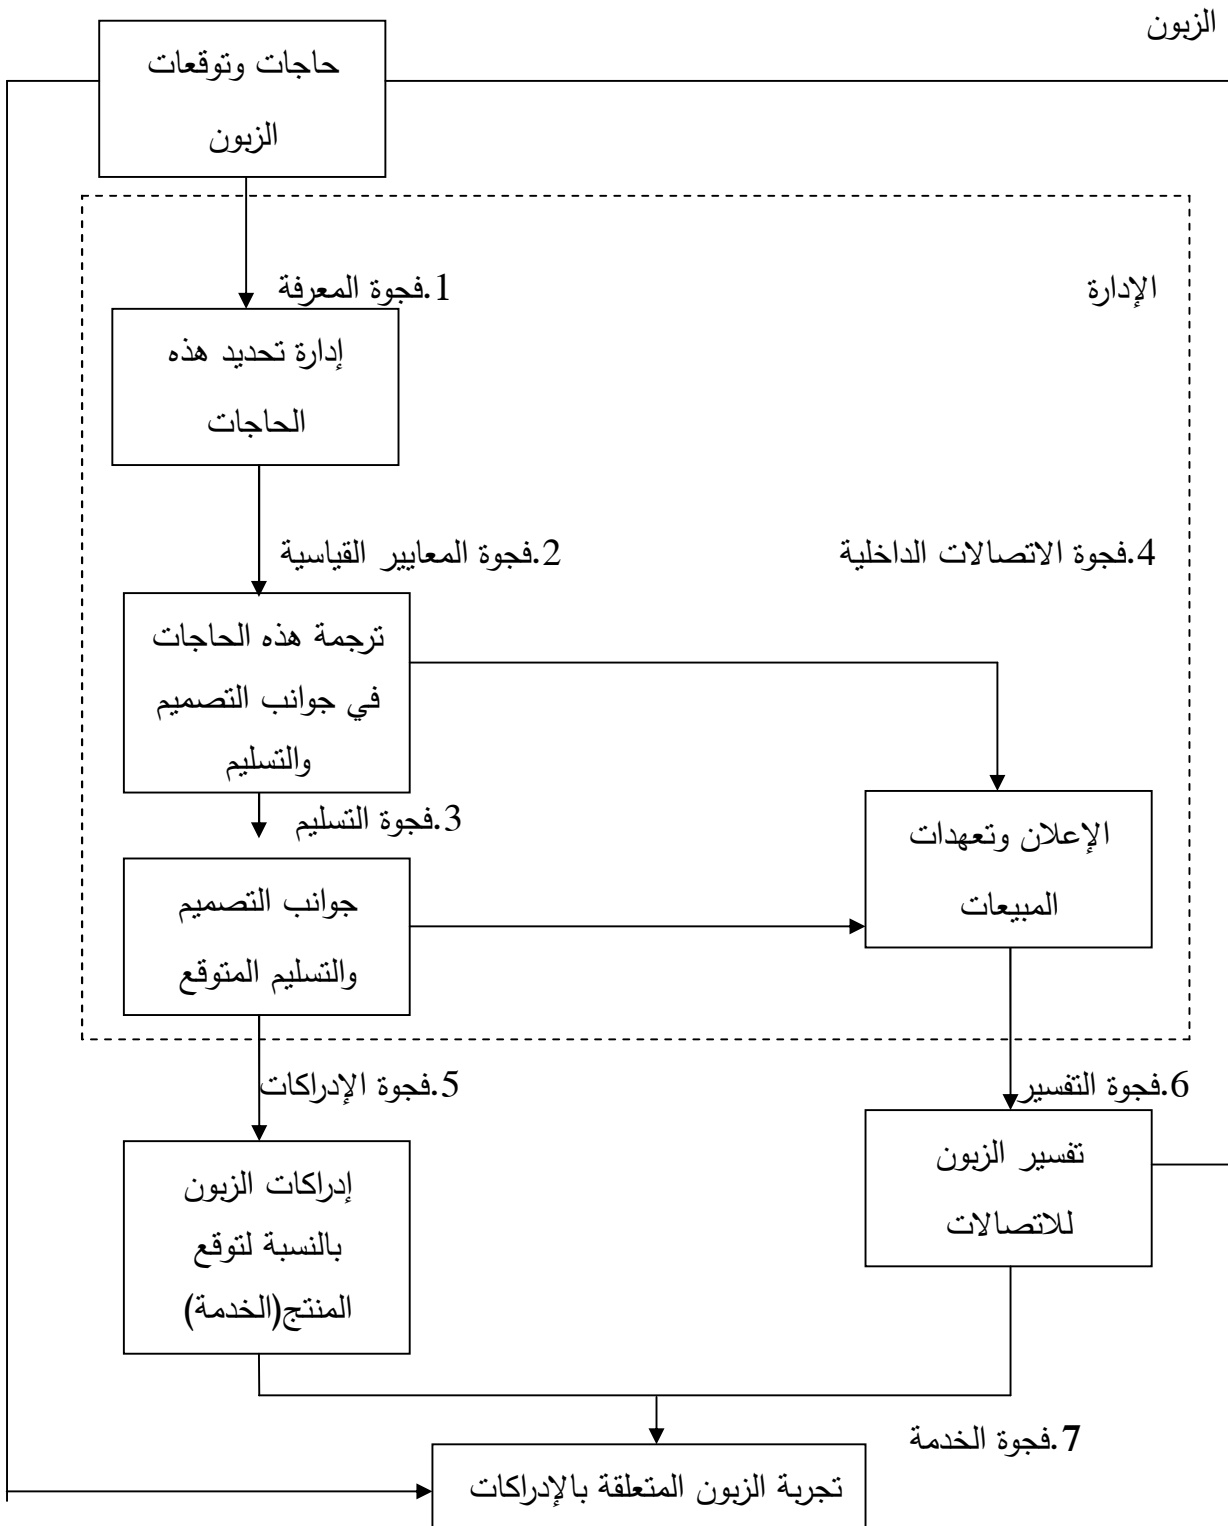 الزبون
حاجات وتوقعات
الزبون
1.فجوة المعرفة
الإدارة
إدارة تحديد هذه
الحاجات
2.فجوة المعايير القياسية
4.فجوة الاتصالات الداخلية
ترجمة هذه الحاجات
في جوانب التصميم
والتسليم
3.فجوة التسليم
الإعلان وتعهدات
المبيعات
جوانب التصميم
والتسليم المتوقع
5.فجوة الإدراكات
6.فجوة التفسير
تفسير الزبون
للاتصالات
إدراكات الزبون
بالنسبة لتوقع
المنتج(الخدمة)
7.فجوة الخدمة
تجربة الزبون المتعلقة بالإدراكات